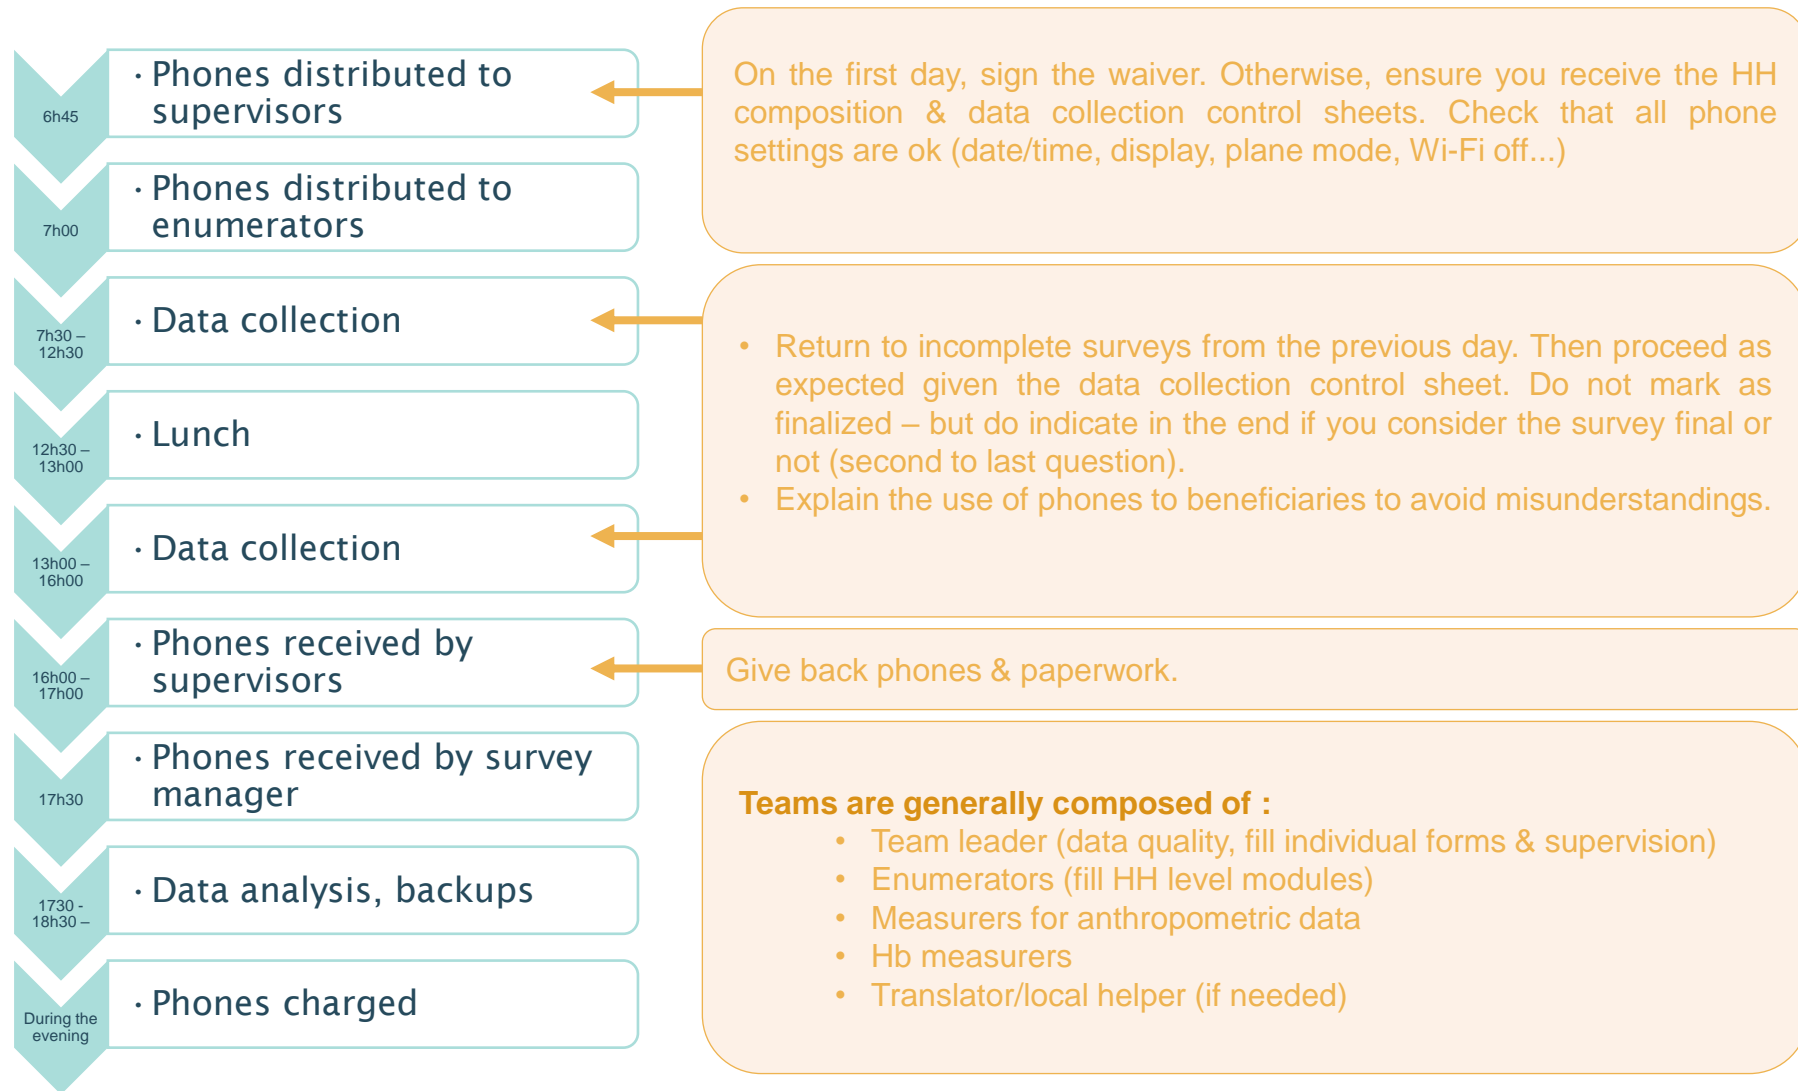 6h45
· Phones distributed to
supervisors
On the first day, sign the waiver. Otherwise, ensure you receive the HH
composition & data collection control sheets. Check that all phone
settings are ok (date/time, display, plane mode, Wi-Fi off...)
7h00
· Phones distributed to
enumerators
7h30 –
12h30
· Data collection
• Return to incomplete surveys from the previous day. Then proceed as
expected given the data collection control sheet. Do not mark as
finalized – but do indicate in the end if you consider the survey final or
not (second to last question).
• Explain the use of phones to beneficiaries to avoid misunderstandings.
12h30 –
13h00
· Lunch
13h00 –
16h00
· Data collection
16h00 –
17h00
· Phones received by
supervisors
Give back phones & paperwork.
17h30
· Phones received by survey
manager
1730 -
18h30 –
· Data analysis, backups
During the
evening
· Phones charged
Teams are generally composed of :
• Team leader (data quality, fill individual forms & supervision)
• Enumerators (fill HH level modules)
• Measurers for anthropometric data
• Hb measurers
• Translator/local helper (if needed)